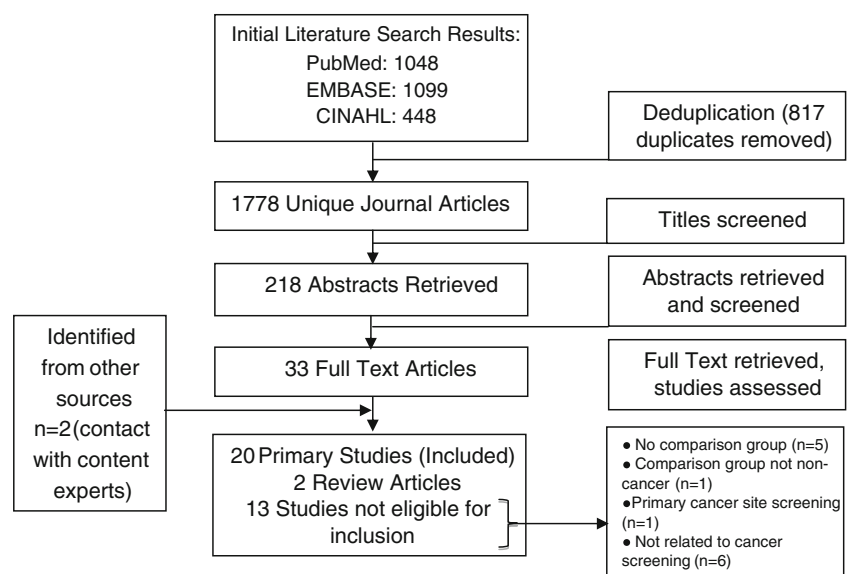 Initial Literature Search Results:
PubMed: 1048
EMBASE: 1099
CINAHL: 448
Deduplication (817
duplicates removed)
1778 Unique Journal Articles
Titles screened
218 Abstracts Retrieved
Abstracts retrieved
and screened
Identified
from other
sources
n=2(contact
with content
experts)
33 Full Text Articles
Full Text retrieved,
studies assessed
20 Primary Studies (Included)
2 Review Articles
13 Studies not eligible for
inclusion
● No comparison group (n=5)
● Comparison group not non-
cancer (n=1)
●Primary cancer site screening
(n=1)
● Not related to cancer
screening (n=6)